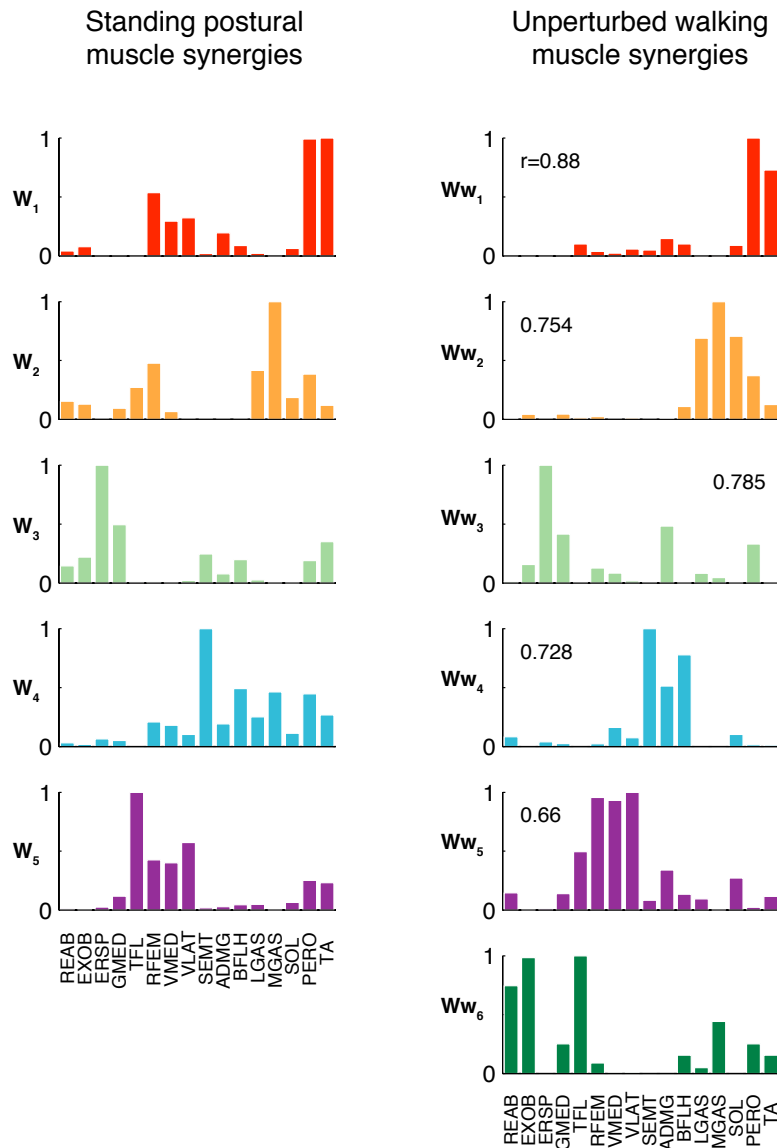 Standing postural
muscle synergies
Unperturbed walking
muscle synergies
1
W1
0
1
Ww1
r=0.88
0
1
W2
0
1
Ww2
0.754
0
1
W3
0
1
Ww3
0.785
0
1
W4
0
1
Ww4
0.728
0
1
W5
0
1
Ww5
0.66
0
REAB
EXOB
ERSP
GMED
TFL
RFEM
VMED
VLAT
SEMT
ADMG
BFLH
LGAS
MGAS
SOL
PERO
TA
1
Ww6
0
REAB
EXOB
ERSP
GMED
TFL
RFEM
VMED
VLAT
SEMT
ADMG
BFLH
LGAS
MGAS
SOL
PERO
TA